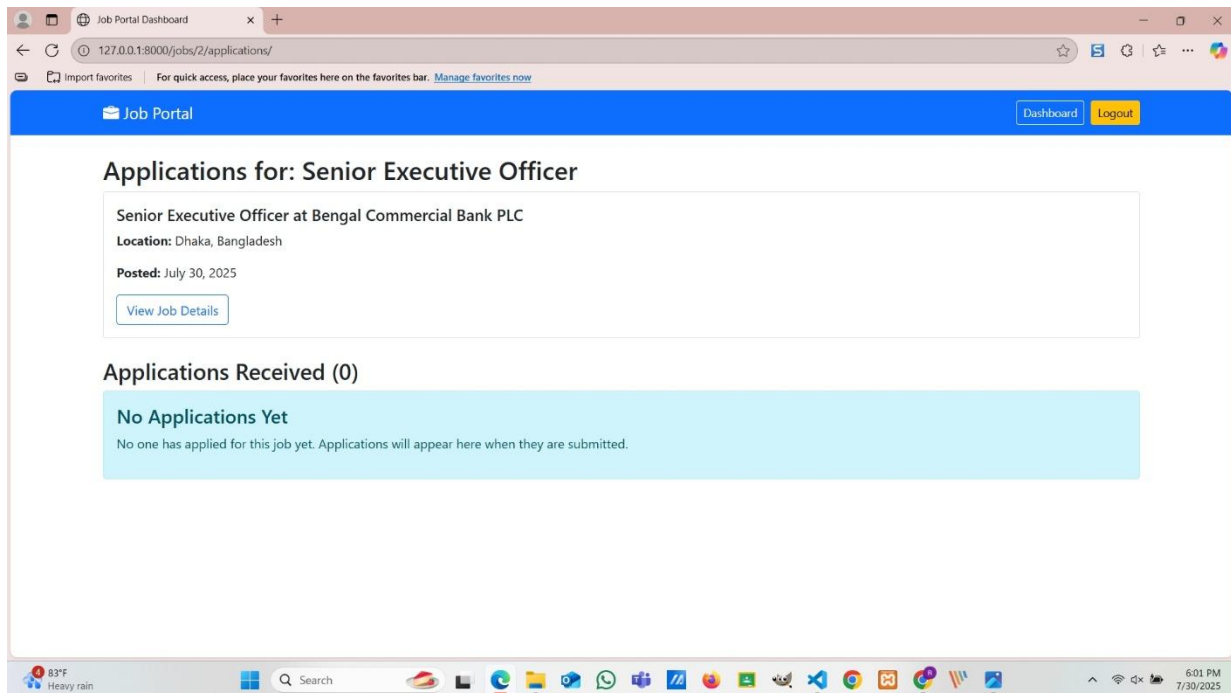 Job Portal Dashboard
127.0.0.1:8000/jobs/2/applications/
Import favorites For quick access, place your favorites here on the favorites bar. Manage favorites now
Job Portal Dashboard Logout
Applications for: Senior Executive Officer
Senior Executive Officer at Bengal Commercial Bank PLC
Location: Dhaka, Bangladesh
Posted: July 30, 2025
View Job Details
Applications Received (0)
No Applications Yet
No one has applied for this job yet. Applications will appear here when they are submitted.
4 83°F Search 6:01 PM
Heavy rain 7/30/2025